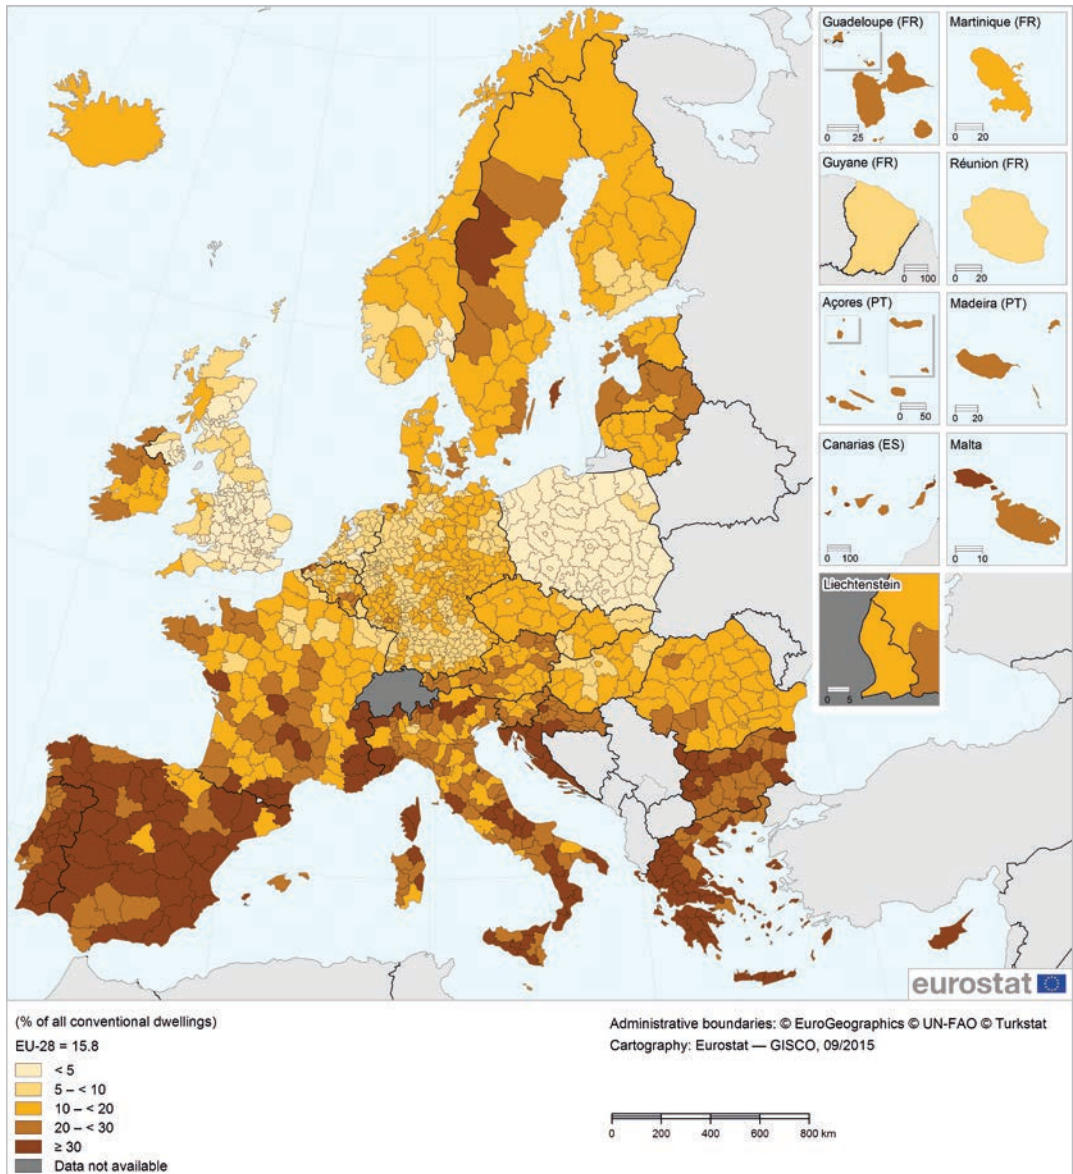 Guadeloupe (FR)
0 25
Martinique (FR)
0 20
Guyane (FR)
0 100
Réunion (FR)
0 20
Açores (PT)
0 50
Madeira (PT)
0 20
Canarias (ES)
0 100
Malta
0 10
Liechtenstein
0 5
eurostat
(% of all conventional dwellings)
EU-28 = 15.8
< 5
5 – < 10
10 – < 20
20 – < 30
≥ 30
Data not available
Administrative boundaries: © EuroGeographics © UN-FAO © Turkstat
Cartography: Eurostat — GISCO, 09/2015
0 200 400 600 800 km